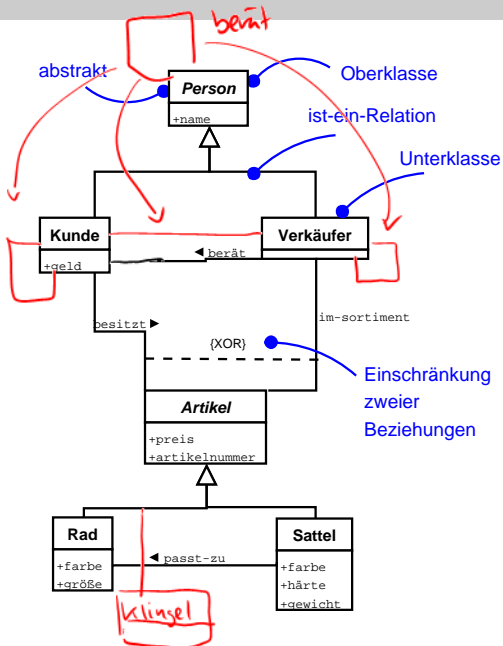 berät
abstrakt
Person
Oberklasse
+name
ist-ein-Relation
Unterklasse
Kunde
Verkäufer
+geld
◄ berät
besitzt ►
im-sortiment
{XOR}
Einschränkung
zweier
Beziehungen
Artikel
+preis
+artikelnummer
Rad
Sattel
◄ passt-zu
+farbe
+größe
+farbe
+härte
+gewicht
Klingel